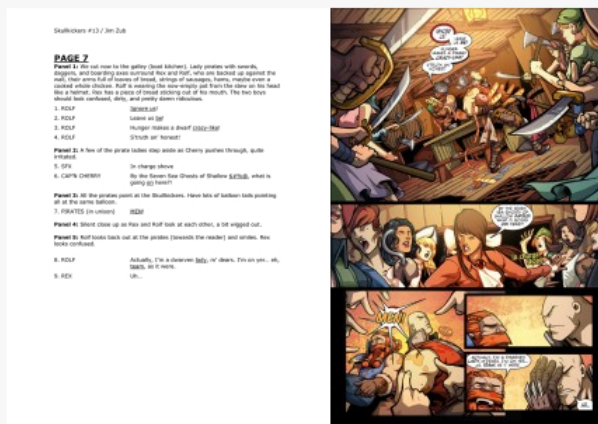 Skullkickers #13 / Jim Zub
PAGE 7
Panel 1: We cut now to the galley (boat kitchen). Lady pirates with swords,
daggers, and boarding axes surround Rex and Rolf, who are backed up against the
wall, their arms full of loaves of bread, strings of sausages, hams, maybe even a
cooked whole chicken. Rolf is wearing the now-empty pot from the stew on his head
like a helmet. Rex has a piece of bread sticking out of his mouth. The two boys
should look confused, dirty, and pretty damn ridiculous.
1. ROLF
2. ROLF Leave us be!
3. ROLF Hunger makes a dwarf crazy-like!
4. ROLF S'truth an' honest!
Panel 2: A few of the pirate ladies step aside as Cherry pushes through, quite
irritated.
5. SFX In charge shove
6. CAP'N CHERRY By the Seven Sea Ghosts of Shallow what is
going on here?!
Panel 3: All the pirates point at the Skullkickers. Have lots of balloon tails pointing
all at the same balloon.
7. PIRATES (in unison) MEN!
Panel 4: Silent close up as Rex and Rolf look at each other, a bit wigged out.
Panel 5: Rolf looks back out at the pirates (towards the reader) and smiles. Rex
looks confused.
8. ROLF Actually, I'm a dwarven lady, m' dears. I'm on yer.. eh,
team, as it were.
9. REX Uh…
MEN!